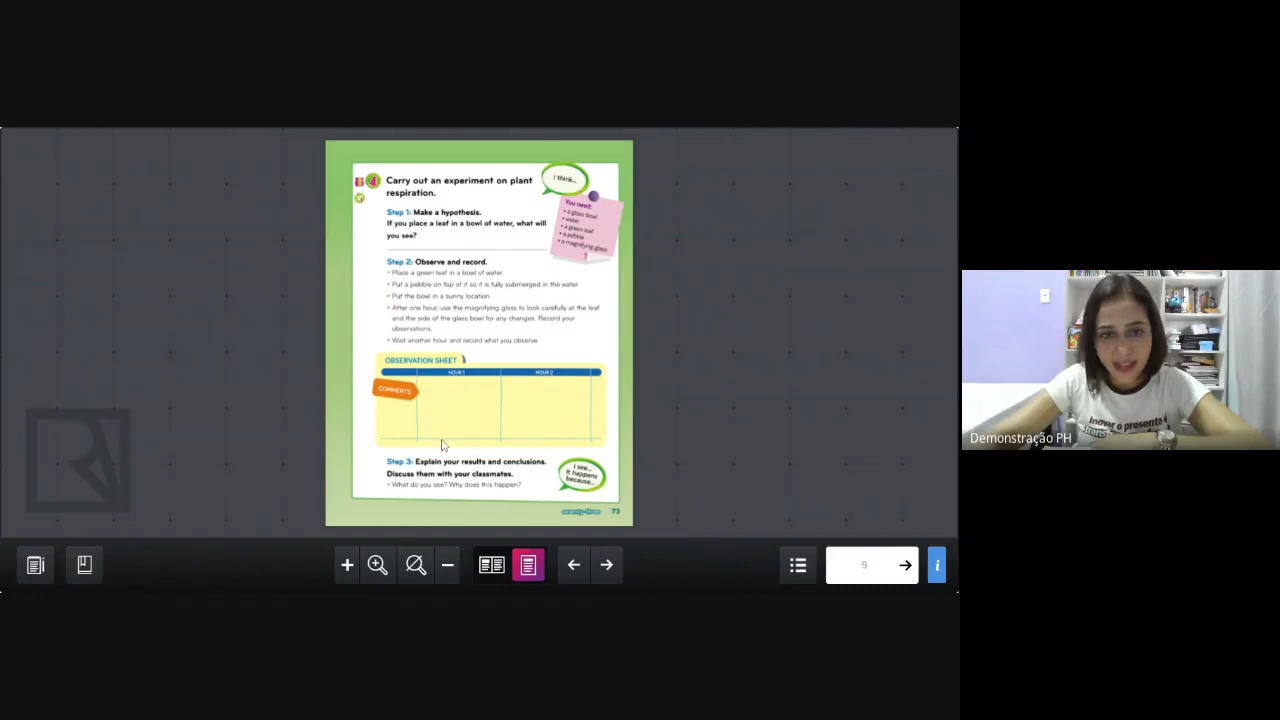 4
Carry out an experiment on plant
respiration.
I think...
You need:
• a glass bowl
• water
• a green leaf
• a pebble
• a magnifying glass
Step 1: Make a hypothesis.
If you place a leaf in a bowl of water, what will
you see?
Step 2: Observe and record.
• Place a green leaf in a bowl of water.
• Put a pebble on top of it so it is fully submerged in the water.
• Put the bowl in a sunny location.
• After one hour, use the magnifying glass to look carefully at the leaf
and the side of the glass bowl for any changes. Record your
observations.
• Wait another hour and record what you observe.
OBSERVATION SHEET
HOUR 1 HOUR 2
COMMENTS
Step 3: Explain your results and conclusions.
Discuss them with your classmates.
• What do you see? Why does this happen?
I see...
It happens
because...
seventy-three 73
9
i
Inovar o presente
Demonstração PH